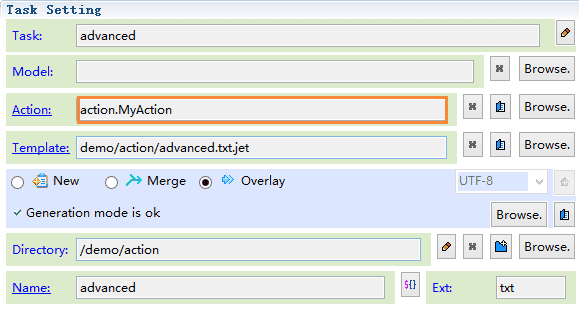 Task Setting
Task: advanced
Model: Browse.
Action: action.MyAction Browse.
Template: demo/action/advanced.txt.jet Browse.
New Merge Overlay UTF-8
Generation mode is ok Browse.
Directory: /demo/action Browse.
Name: advanced §{} Ext: txt